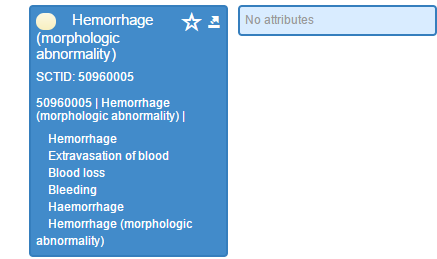 Hemorrhage
(morphologic
abnormality)
SCTID: 50960005
50960005 | Hemorrhage
(morphologic abnormality) |
Hemorrhage
Extravasation of blood
Blood loss
Bleeding
Haemorrhage
Hemorrhage (morphologic
abnormality)
No attributes